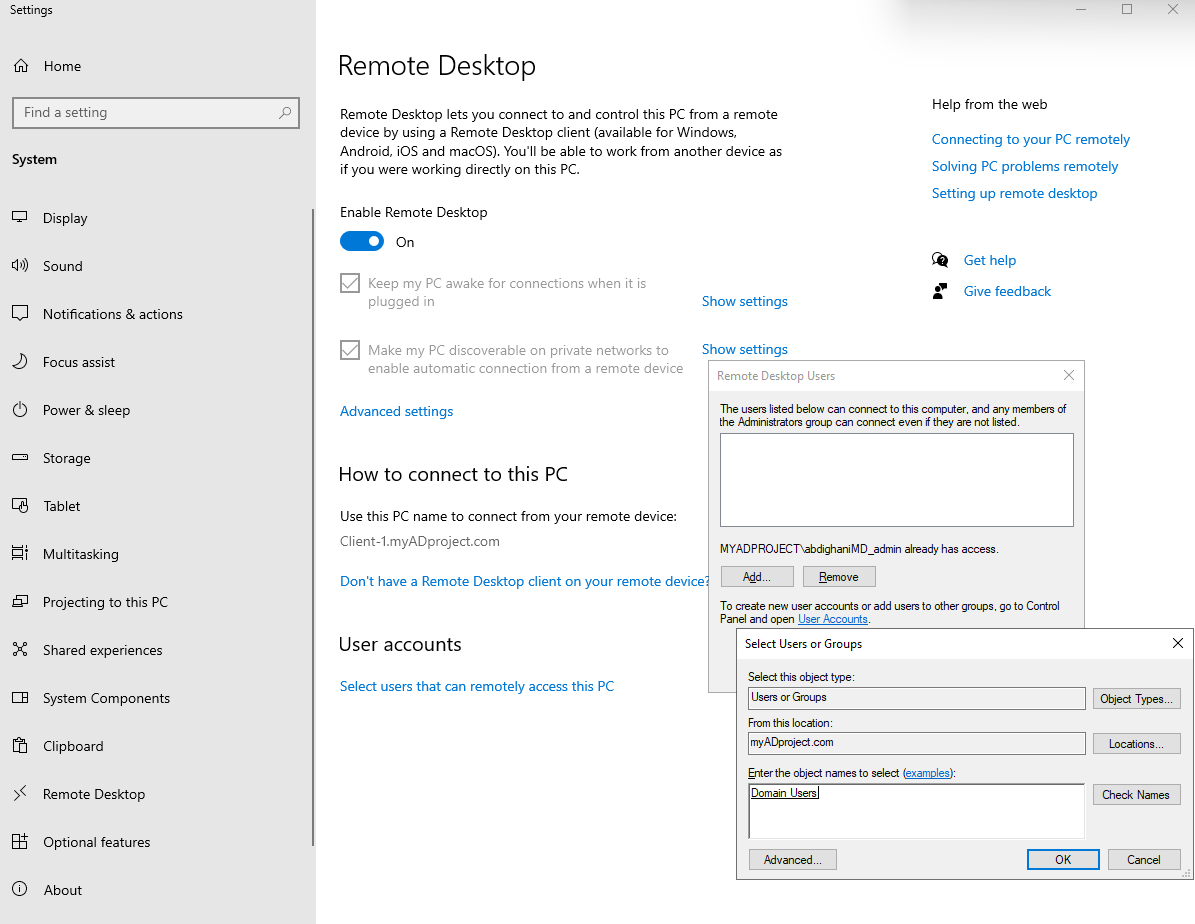 Settings
Home
Find a setting
System
Display
Sound
Notifications & actions
Focus assist
Power & sleep
Storage
Tablet
Multitasking
Projecting to this PC
Shared experiences
System Components
Clipboard
Remote Desktop
Optional features
About
Remote Desktop
Remote Desktop lets you connect to and control this PC from a remote
device by using a Remote Desktop client (available for Windows,
Android, iOS and macOS). You'll be able to work from another device as
if you were working directly on this PC.
Enable Remote Desktop
On
Keep my PC awake for connections when it is
plugged in
Show settings
Make my PC discoverable on private networks to
enable automatic connection from a remote device
Show settings
Advanced settings
How to connect to this PC
Use this PC name to connect from your remote device:
Client-1.myADproject.com
Don't have a Remote Desktop client on your remote device?
User accounts
Select users that can remotely access this PC
Help from the web
Connecting to your PC remotely
Solving PC problems remotely
Setting up remote desktop
Get help
Give feedback
Remote Desktop Users
The users listed below can connect to this computer, and any members of
the Administrators group can connect even if they are not listed.
MYADPROJECT\abdighaniMD_admin already has access.
Add...
Remove
To create new user accounts or add users to other groups, go to Control
Panel and open User Accounts.
Select Users or Groups
Select this object type:
Users or Groups
Object Types...
From this location:
myADproject.com
Locations...
Enter the object names to select (examples):
Domain Users
Check Names
Advanced...
OK
Cancel